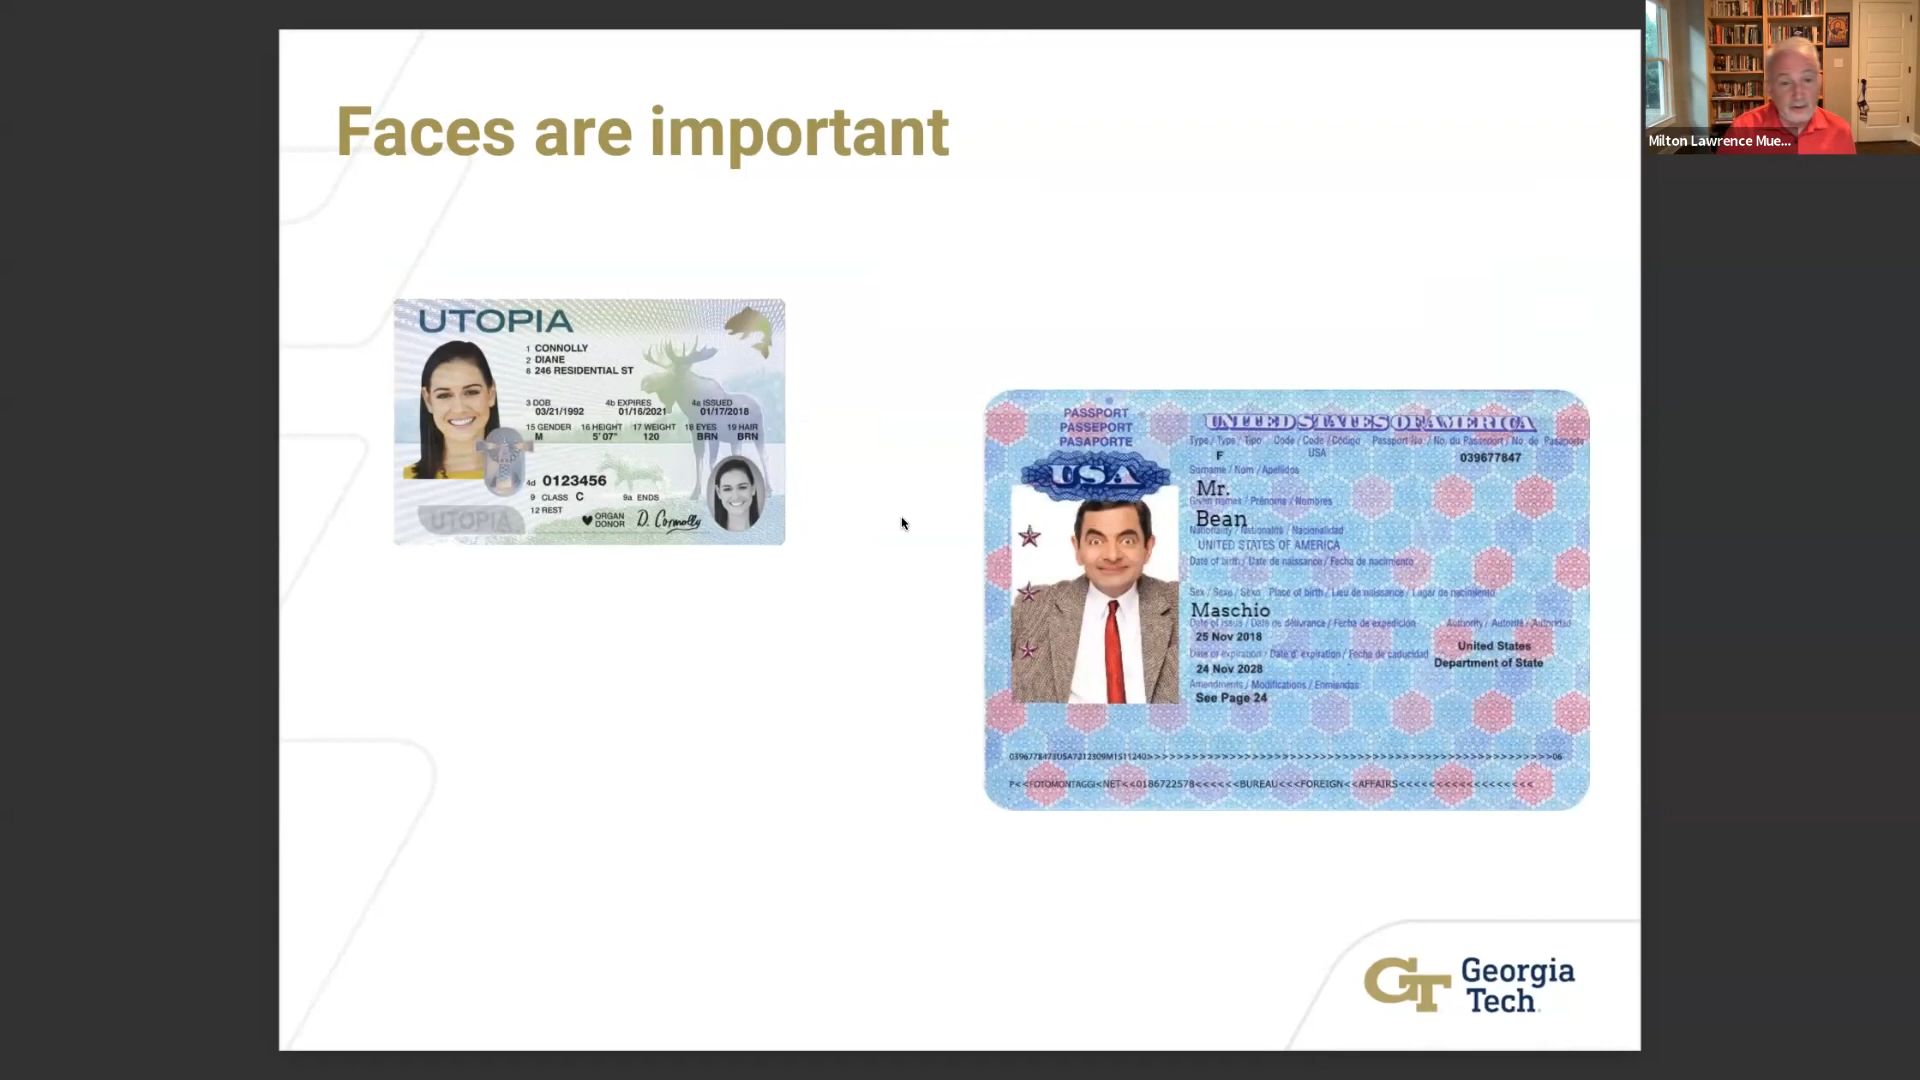 Faces are important
Milton Lawrence Mue...
UTOPIA
1 CONNOLLY
2 DIANE
8 246 RESIDENTIAL ST
3 DOB 4b EXPIRES 4a ISSUED
03/21/1992 01/16/2021 01/17/2018
15 GENDER 16 HEIGHT 17 WEIGHT 18 EYES 19 HAIR
M 5' 07" 120 BRN BRN
4d 0123456
9 CLASS C 9a ENDS
12 REST
ORGAN
DONOR
D. Connolly
UTOPIA
PASSPORT
PASSEPORT
PASAPORTE
USA
UNITED STATES OF AMERICA
Type / Type / Tipo Code / Code / Código Passport No. / No. du Passeport / No. de Pasaporte
F USA 039677847
Surname / Nom / Apellidos
Mr.
Given names / Prénoms / Nombres
Bean
Nationality / Nationalité / Nacionalidad
UNITED STATES OF AMERICA
Date of birth / Date de naissance / Fecha de nacimiento
Sex / Sexe / Sexo Place of birth / Lieu de naissance / Lugar de nacimiento
Maschio
Date of issue / Date de délivrance / Fecha de expedición Authority / Autorité / Autoridad
25 Nov 2018 United States
Department of State
Date of expiration / Date d' expiration / Fecha de caducidad
24 Nov 2028
Amendments / Modifications / Enmiendas
See Page 24
P<<FOTOMONTAGGI<NET<<0186722578<<<<<<BUREAU<<<FOREIGN<<AFFAIRS<<<<<<<<<<<<<<<<<<
GT Georgia
Tech